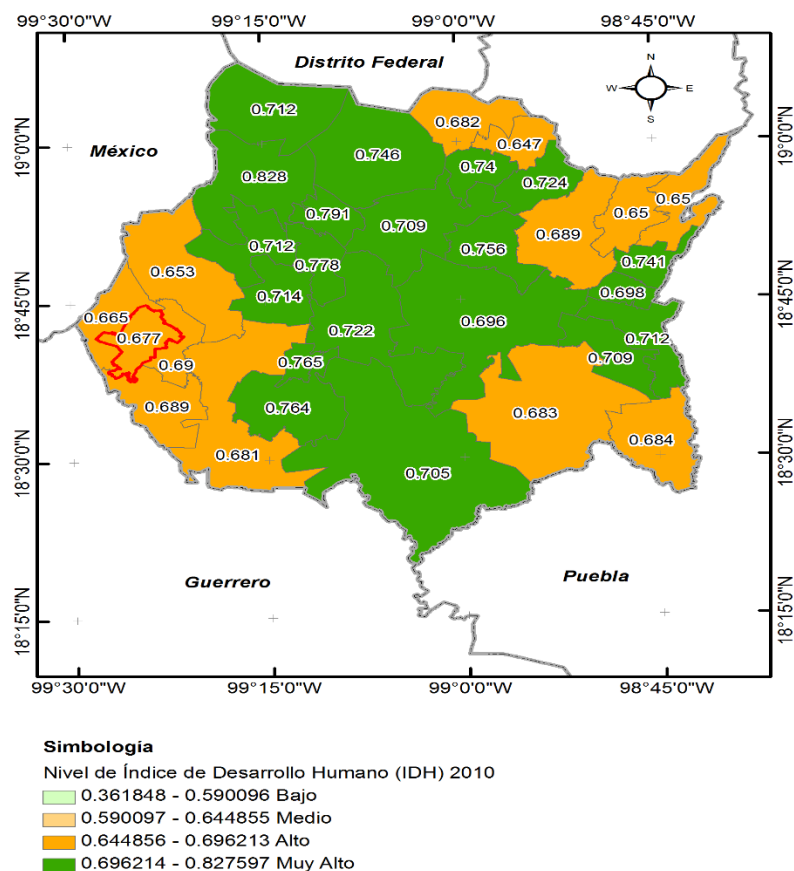 99°30'0"W 99°15'0"W 99°0'0"W 98°45'0"W
Distrito Federal
N
W E
S
México
19°0'0"N
19°0'0"N
0.712
0.682
0.647
0.746
0.74
0.724
0.828
0.65
0.65
0.791
0.709
0.689
0.712
0.756
0.741
0.778
0.653
0.714
0.698
18°45'0"N
18°45'0"N
0.665
0.696
0.677
0.722
0.712
0.709
0.69
0.765
0.689
0.764
0.683
0.684
0.681
0.705
18°30'0"N
18°30'0"N
Guerrero
Puebla
18°15'0"N
18°15'0"N
99°30'0"W 99°15'0"W 99°0'0"W 98°45'0"W
Simbología
Nivel de Índice de Desarrollo Humano (IDH) 2010
0.361848 - 0.590096 Bajo
0.590097 - 0.644855 Medio
0.644856 - 0.696213 Alto
0.696214 - 0.827597 Muy Alto